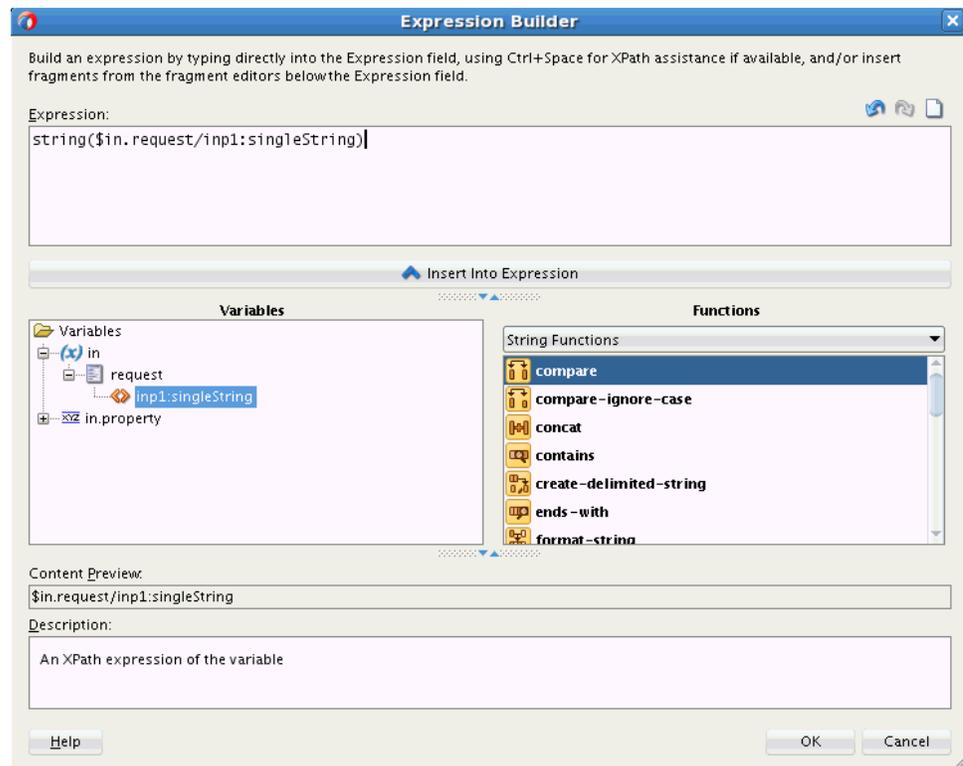 Expression Builder
Build an expression by typing directly into the Expression field, using Ctrl+Space for XPath assistance if available, and/or insert
fragments from the fragment editors below the Expression field.
Expression:
string($in.request/inp1:singleString)
Insert Into Expression
Variables
Variables
(x) in
request
inp1:singleString
XYZ in.property
Functions
String Functions
compare
compare-ignore-case
concat
contains
create-delimited-string
ends-with
format-string
Content Preview:
$in.request/inp1:singleString
Description:
An XPath expression of the variable
Help
OK
Cancel